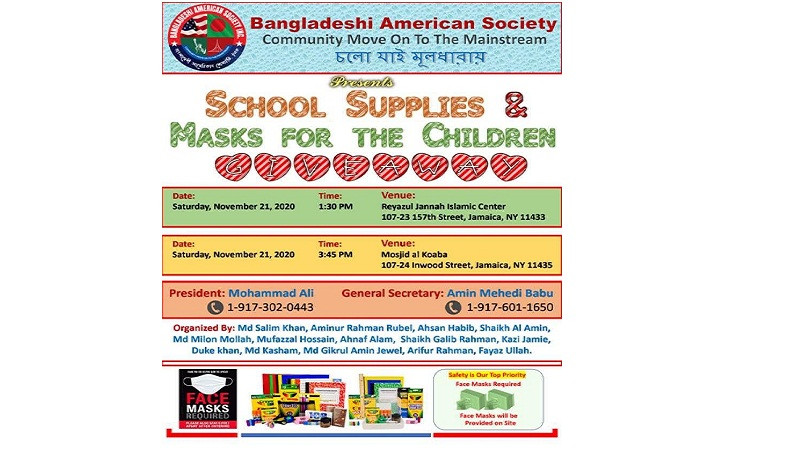 BANGLADESHI AMERICAN SOCIETY INC
Bangladeshi American Society
Community Move On To The Mainstream
চলো যাই মূলধারায়
Presents
SCHOOL SUPPLIES &
MASKS FOR THE CHILDREN
GIVEAWAY
Date: Time: Venue:
Saturday, November 21, 2020 1:30 PM Reyazul Jannah Islamic Center
107-23 157th Street, Jamaica, NY 11433
Date: Time: Venue:
Saturday, November 21, 2020 3:45 PM Mosjid al Koaba
107-24 Inwood Street, Jamaica, NY 11435
President: Mohammad Ali General Secretary: Amin Mehedi Babu
1-917-302-0443 1-917-601-1650
Organized By: Md Salim Khan, Aminur Rahman Rubel, Ahsan Habib, Shaikh Al Amin,
Md Milon Mollah, Mufazzal Hossain, Ahnaf Alam, Shaikh Galib Rahman, Kazi Jamie,
Duke khan, Md Kasham, Md Gikrul Amin Jewel, Arifur Rahman, Fayaz Ullah.
FACE
MASKS
REQUIRED
Safety is Our Top Priority
Face Masks Required
Face Masks will be
Provided on Site